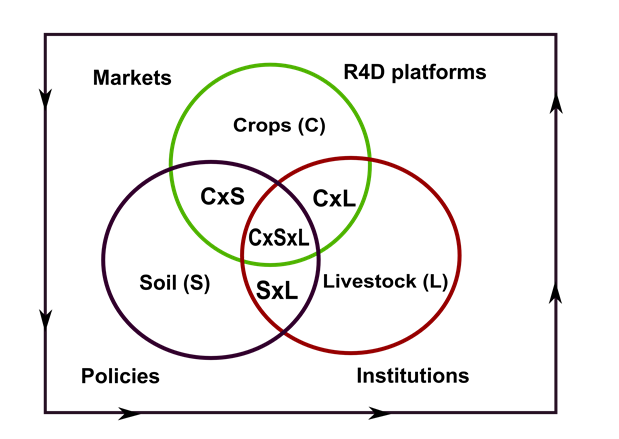 Markets
R4D platforms
Crops (C)
CxS
CxL
CxSxL
Soil (S)
SxL
Livestock (L)
Policies
Institutions